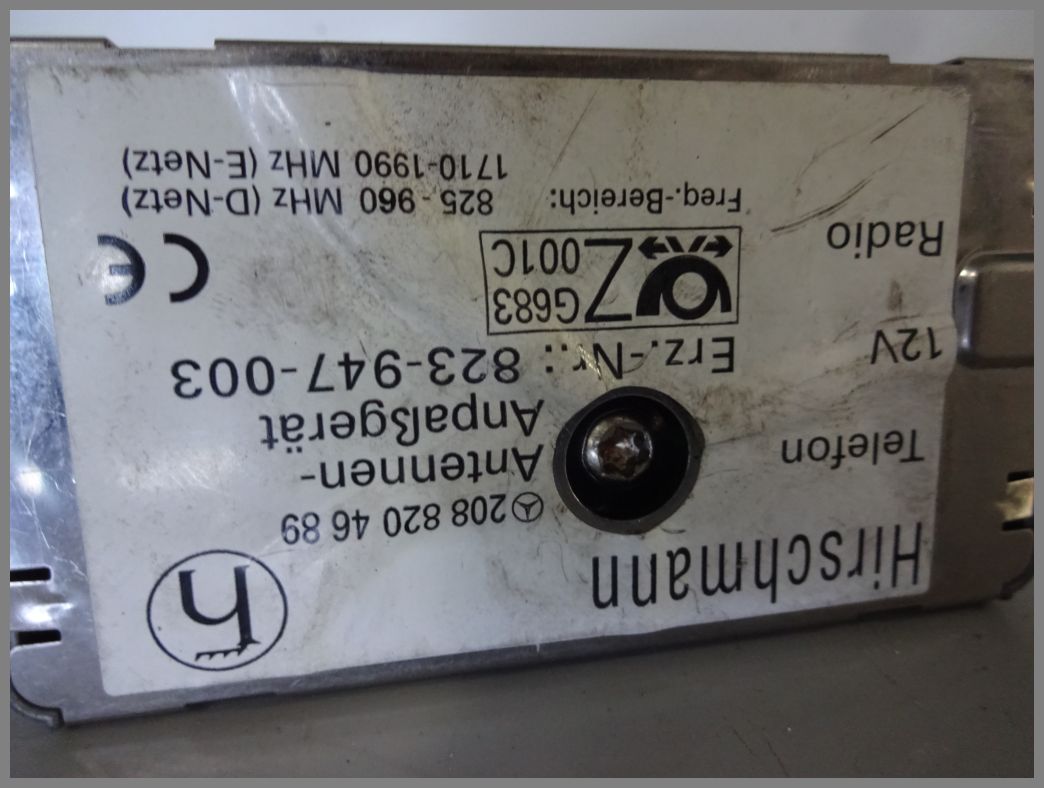 Hirschmann
h
208 820 46 89
Telefon
Antennen-
Anpaßgerät
12V
Erz.-Nr.: 823-947-003
G683
Z
001C
CE
Radio
Freq.-Bereich: 825 - 960 MHz (D-Netz)
1710-1990 MHz (E-Netz)